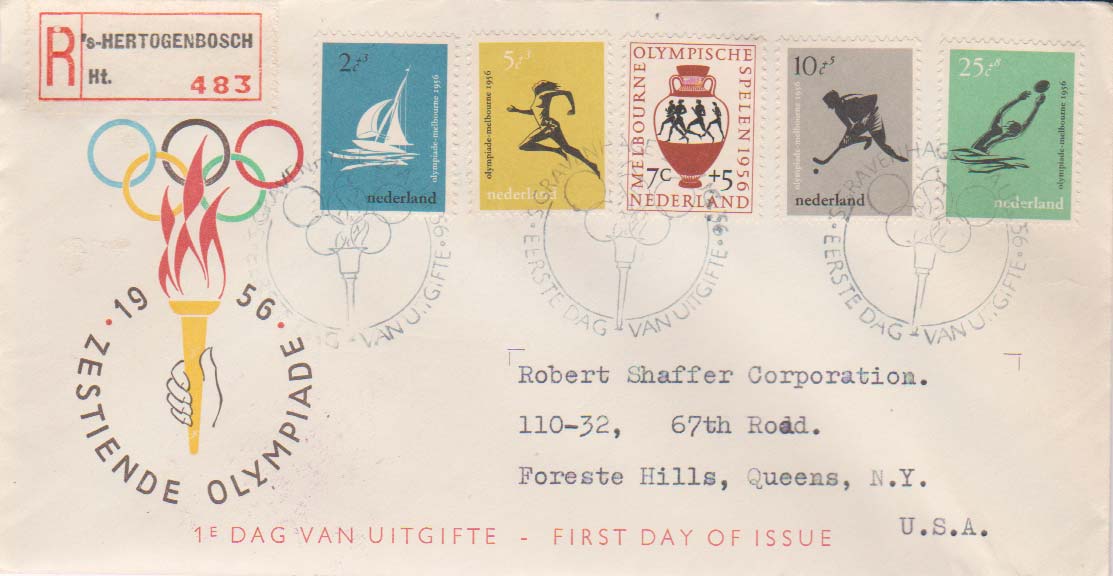 R 's-HERTOGENBOSCH
Ht. 483
2c+3
olympiade-melbourne 1956
nederland
5c+3
olympiade-melbourne 1956
nederland
MELBOURNE OLYMPISCHE SPELEN 1956
7C +5
NEDERLAND
10c+5
olympiade-melbourne 1956
nederland
25c+8
olympiade-melbourne 1956
nederland
'S GRAVENHAGE
EERSTE DAG VAN UITGIFTE
'S GRAVENHAGE
EERSTE DAG VAN UITGIFTE
1956
ZESTIENDE OLYMPIADE
Robert Shaffer Corporation.
110-32, 67th Road.
Foreste Hills, Queens, N.Y.
U.S.A.
1E DAG VAN UITGIFTE - FIRST DAY OF ISSUE